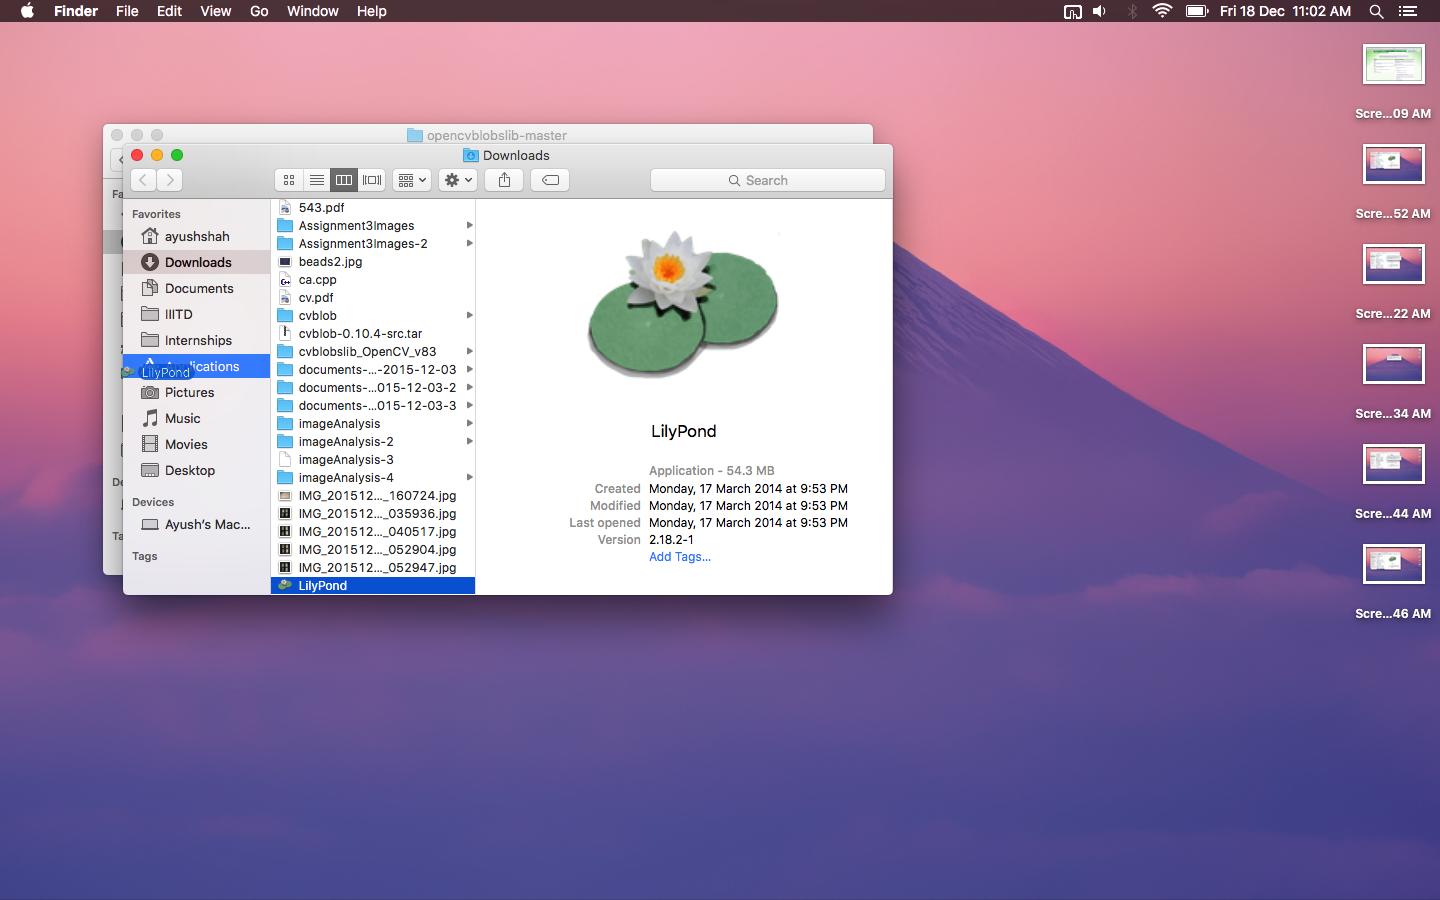 Finder File Edit View Go Window Help
Fri 18 Dec 11:02 AM
opencvblobslib-master
Downloads
Search
Fa
De
Ta
Favorites
ayushshah
Downloads
Documents
IIITD
Internships
LilyPond
Pictures
Music
Movies
Desktop
Devices
Ayush's Mac...
Tags
543.pdf
Assignment3Images
Assignment3Images-2
beads2.jpg
ca.cpp
cv.pdf
cvblob
cvblob-0.10.4-src.tar
cvblobslib_OpenCV_v83
documents-...-2015-12-03
documents-...015-12-03-2
documents-...015-12-03-3
imageAnalysis
imageAnalysis-2
imageAnalysis-3
imageAnalysis-4
IMG_201512..._160724.jpg
IMG_201512..._035936.jpg
IMG_201512..._040517.jpg
IMG_201512..._052904.jpg
IMG_201512..._052947.jpg
LilyPond
LilyPond
Application - 54.3 MB
Created Monday, 17 March 2014 at 9:53 PM
Modified Monday, 17 March 2014 at 9:53 PM
Last opened Monday, 17 March 2014 at 9:53 PM
Version 2.18.2-1
Add Tags...
Scre...09 AM
Scre...52 AM
Scre...22 AM
Scre...34 AM
Scre...44 AM
Scre...46 AM